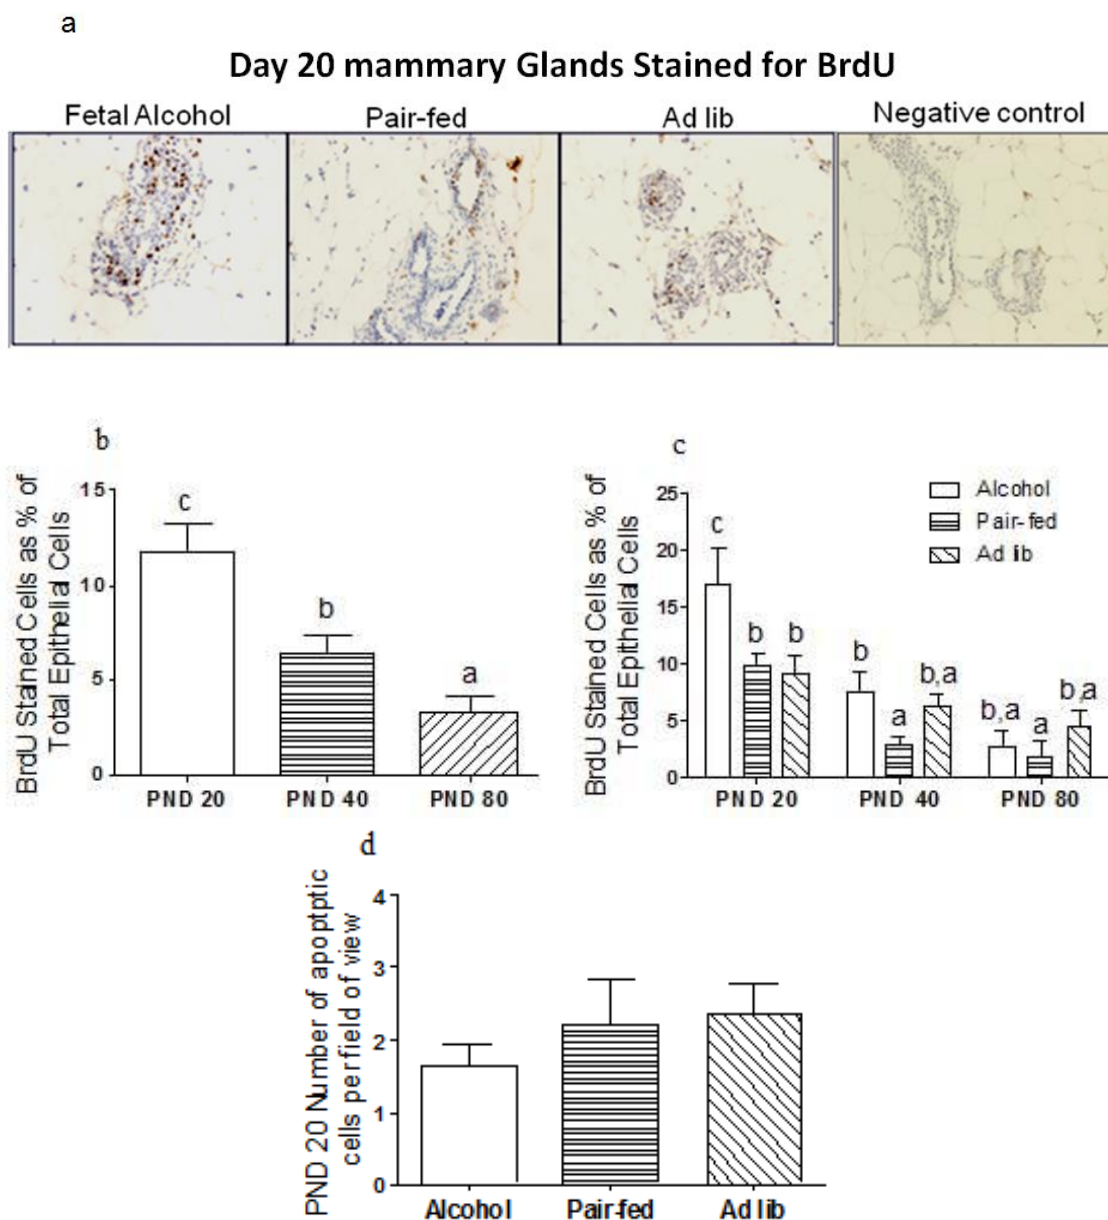 a
Day 20 mammary Glands Stained for BrdU
Fetal Alcohol
Pair-fed
Ad lib
Negative control
b
BrdU Stained Cells as % of
Total Epithelial Cells
15
10
5
0
c
b
a
PND 20
PND 40
PND 80
c
BrdU Stained Cells as % of
Total Epithelial Cells
25
20
15
10
5
0
Alcohol
Pair-fed
Ad lib
c
b
b
b
a
b,a
b,a
a
b,a
PND 20
PND 40
PND 80
d
PND 20 Number of apoptptic
cells per field of view
4
3
2
1
0
Alcohol
Pair-fed
Ad lib